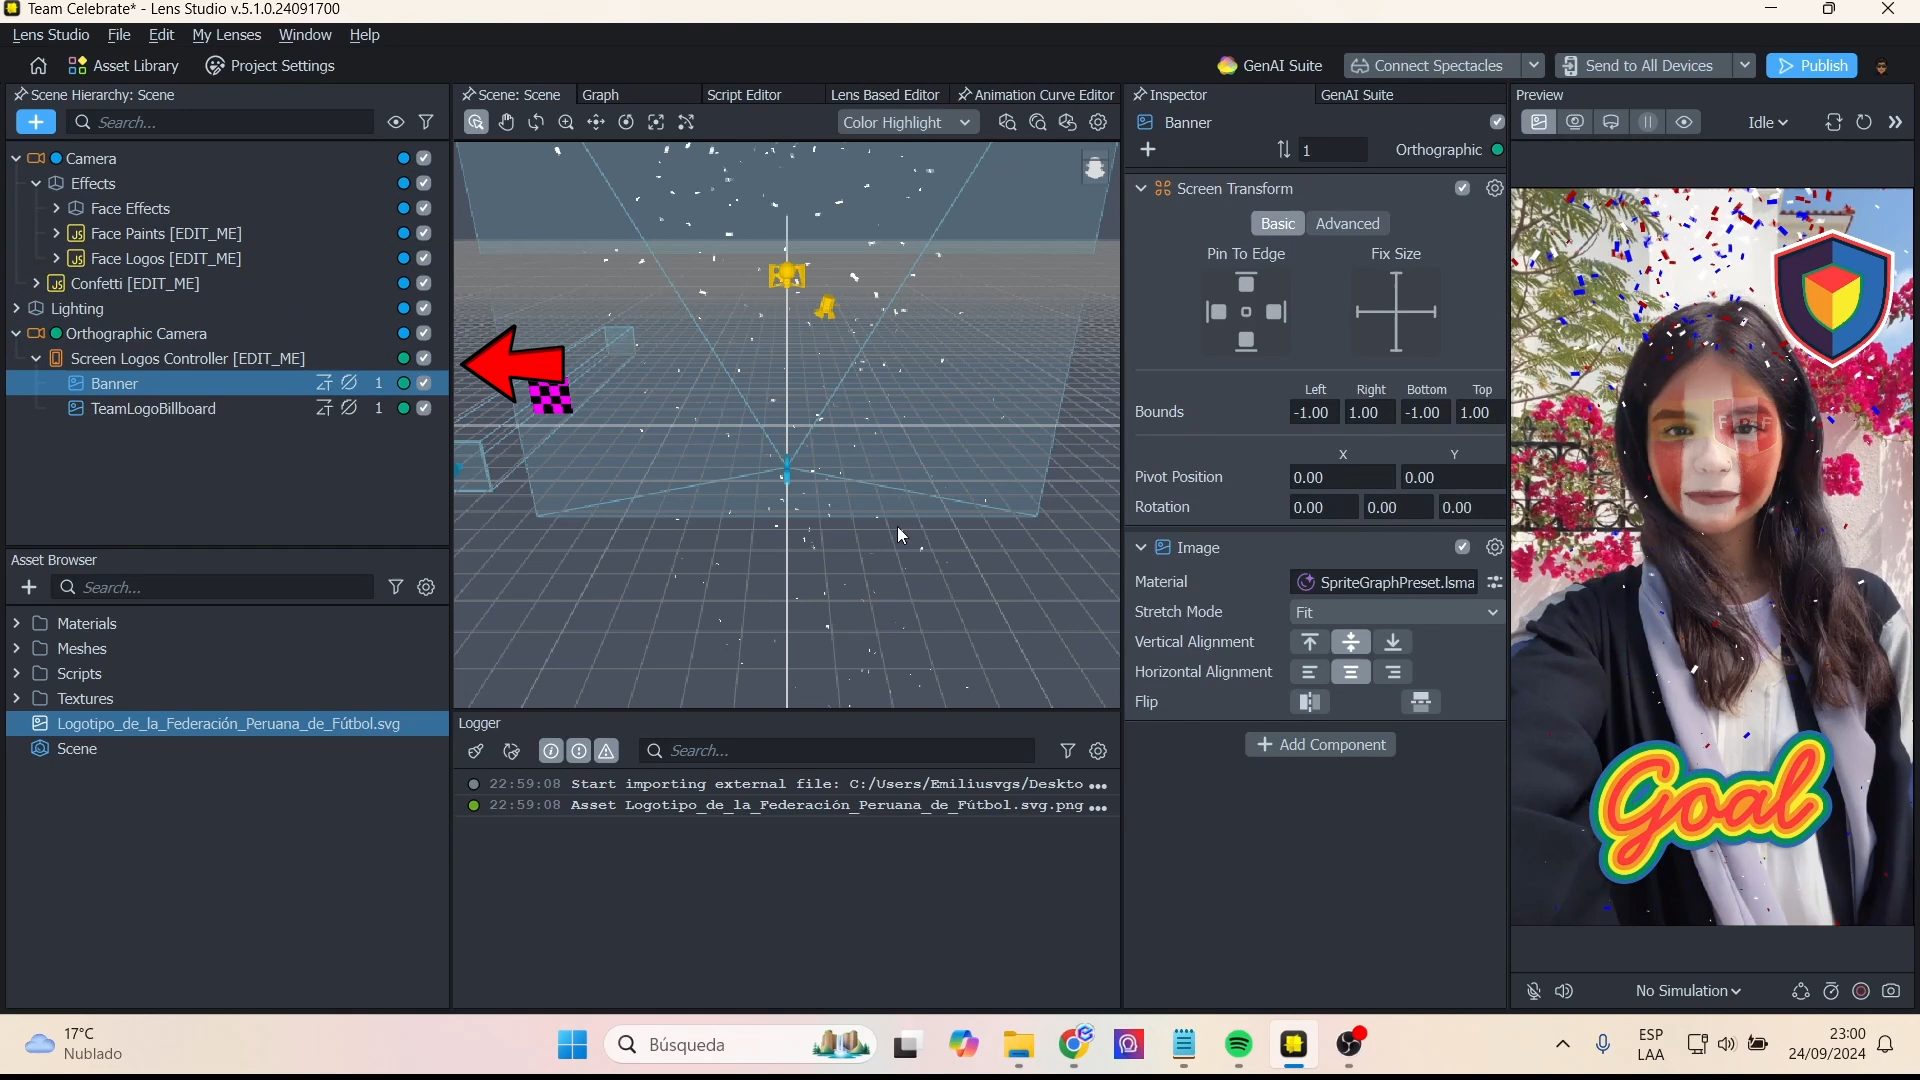 Team Celebrate* - Lens Studio v.5.1.0.24091700
Lens Studio File Edit My Lenses Window Help
Asset Library Project Settings
GenAI Suite Connect Spectacles Send to All Devices Publish
Scene Hierarchy: Scene
Search...
Camera
Effects
Face Effects
Face Paints [EDIT_ME]
Face Logos [EDIT_ME]
Confetti [EDIT_ME]
Lighting
Orthographic Camera
Screen Logos Controller [EDIT_ME]
Banner 1
TeamLogoBillboard 1
Asset Browser
Search...
Materials
Meshes
Scripts
Textures
Logotipo_de_la_Federación_Peruana_de_Fútbol.svg
Scene
Scene: Scene Graph Script Editor Lens Based Editor Animation Curve Editor
Color Highlight
Logger
Search...
22:59:08 Start importing external file: C:/Users/Emiliusvgs/Deskto
22:59:08 Asset Logotipo_de_la_Federación_Peruana_de_Fútbol.svg.png
Inspector GenAI Suite
Banner
1 Orthographic
Screen Transform
Basic Advanced
Pin To Edge Fix Size
Left Right Bottom Top
Bounds -1.00 1.00 -1.00 1.00
X Y
Pivot Position 0.00 0.00
Rotation 0.00 0.00 0.00
Image
Material SpriteGraphPreset.lsma
Stretch Mode Fit
Vertical Alignment
Horizontal Alignment
Flip
Add Component
Preview
Idle
FPF
Goal
No Simulation
17°C
Nublado
Búsqueda
ESP
LAA
23:00
24/09/2024